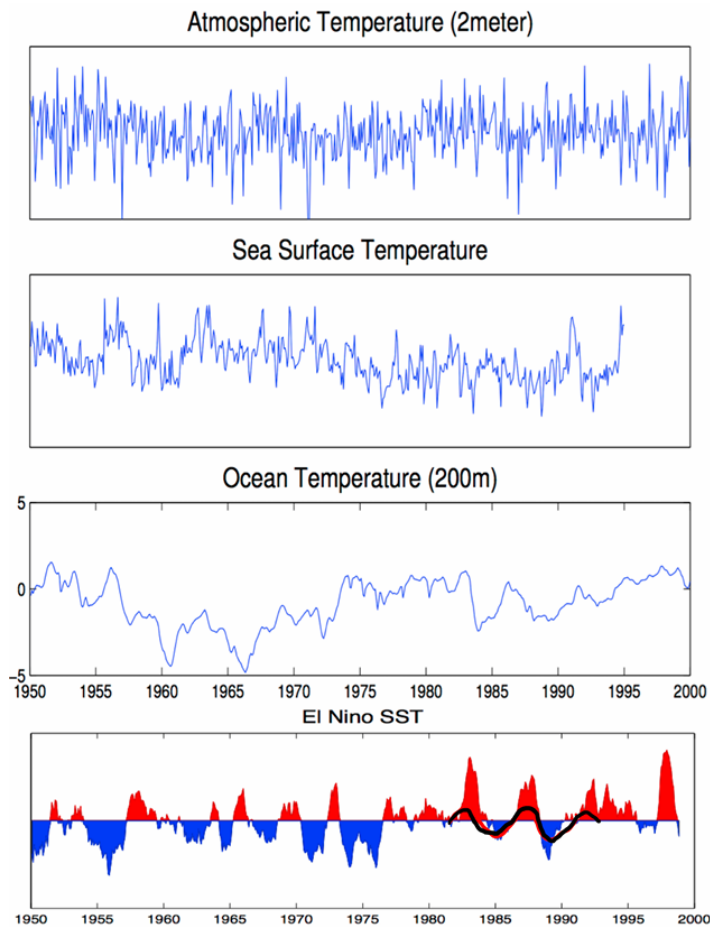 Atmospheric Temperature (2meter)
Sea Surface Temperature
Ocean Temperature (200m)
5
0
-5
1950 1955 1960 1965 1970 1975 1980 1985 1990 1995 2000
El Nino SST
1950 1955 1960 1965 1970 1975 1980 1985 1990 1995 2000